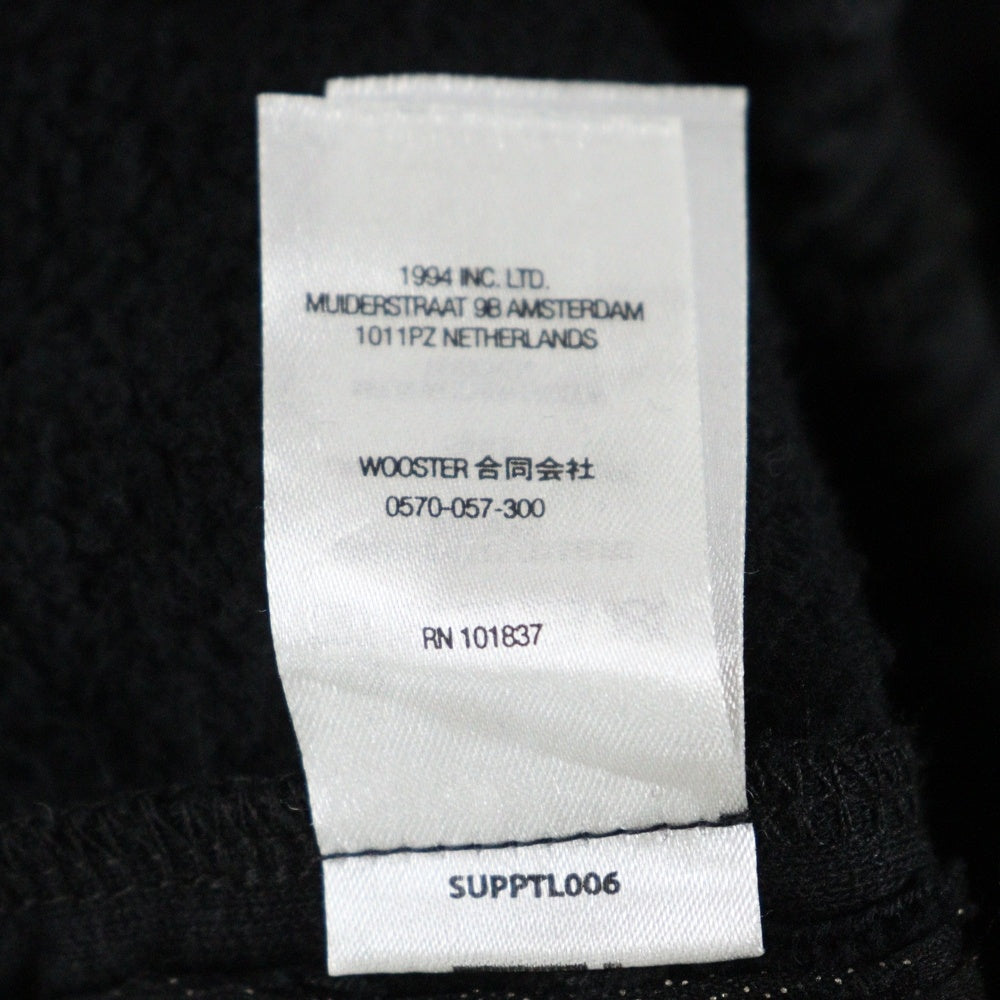 1994 INC. LTD.
MUIDERSTRAAT 9B AMSTERDAM
1011PZ NETHERLANDS
WOOSTER 合同会社
0570-057-300
RN 101837
SUPPTL006